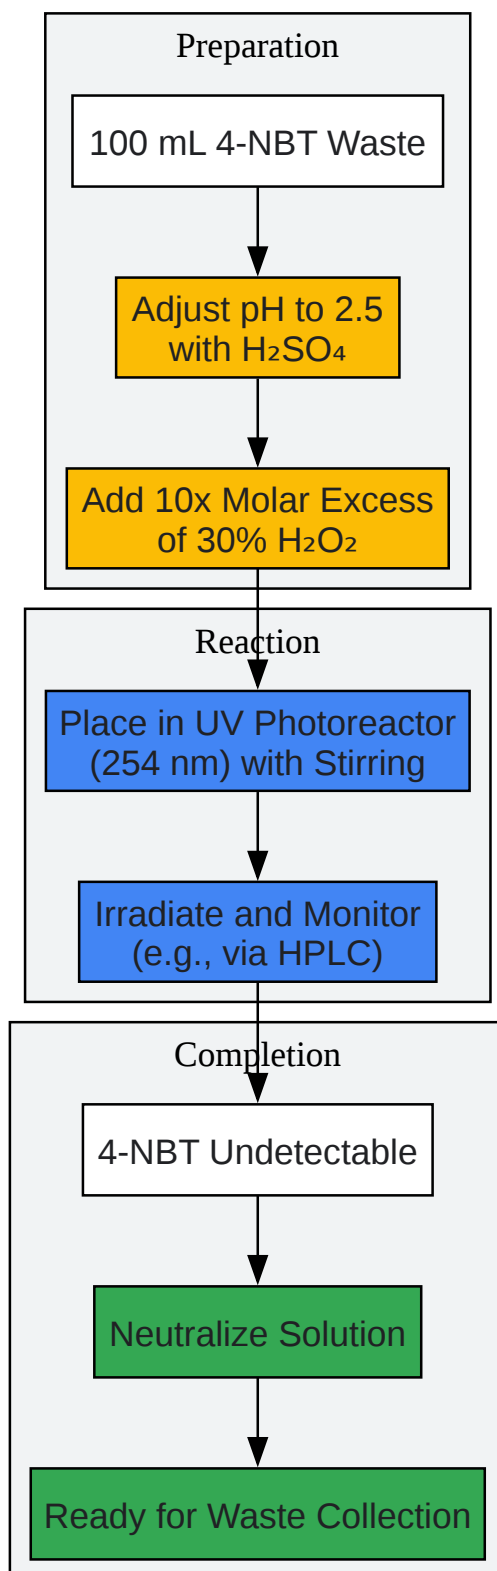 Preparation
100 mL 4-NBT Waste
Adjust pH to 2.5
with H₂SO₄
Add 10x Molar Excess
of 30% H₂O₂
Reaction
Place in UV Photoreactor
(254 nm) with Stirring
Irradiate and Monitor
(e.g., via HPLC)
Completion
4-NBT Undetectable
Neutralize Solution
Ready for Waste Collection